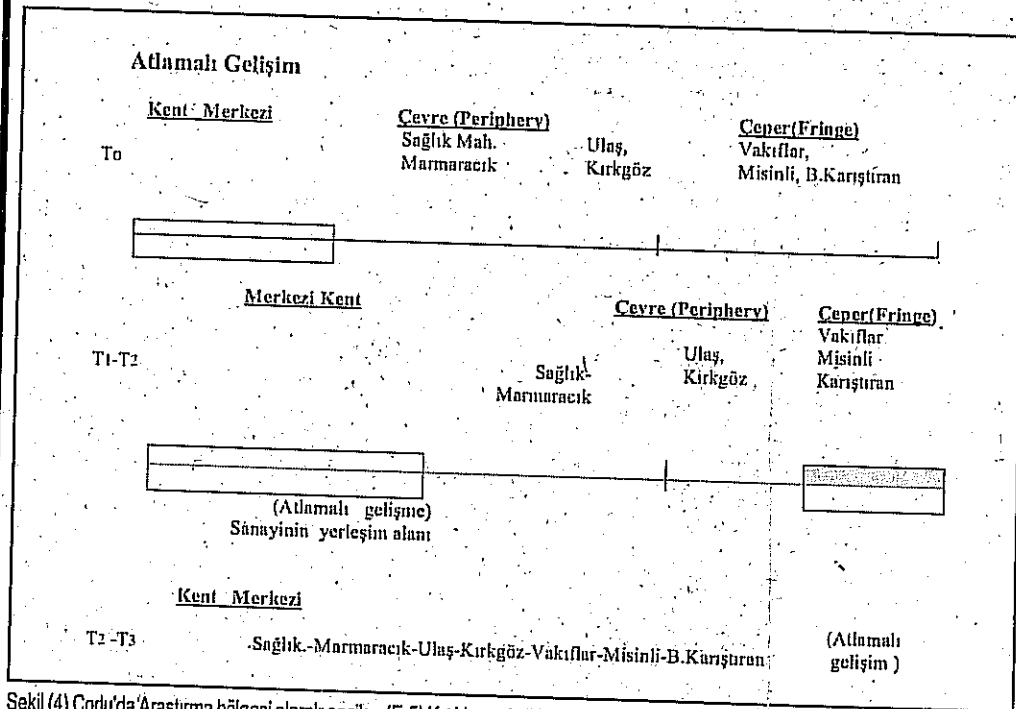 Atlamalı Gelişim
Kent Merkezi
Çevre (Periphery)
Çeper(Fringe)
To
Sağlık Mah.
Marmaracık
Ulaş,
Kırkgöz
Vakıflar,
Misinli, B.Karıştıran
Merkezi Kent
Çevre (Periphery)
Çeper(Fringe)
T1-T2
Sağlık-
Marmaracık
Ulaş,
Kırkgöz
Vakıflar
Misinli
Karıştıran
(Atlamalı gelişme)
Sanayinin yerleşim alanı
Kent Merkezi
T2-T3
Sağlık.-Marmaracık-Ulaş-Kırkgöz-Vakıflar-Misinli-B.Karıştıran
(Atlamalı
gelişim )
Şekil (4) Çorlu'da Araştırma bölgesi olarak